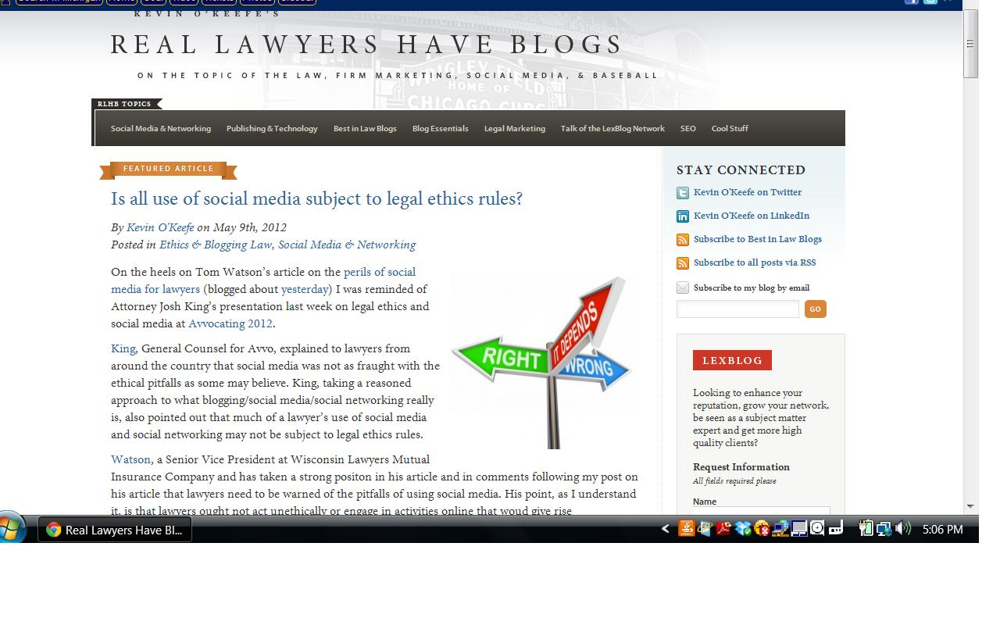 Search in Michigan Home Deal Video Tickets Photos Sidebar
KEVIN O'KEEFE'S
REAL LAWYERS HAVE BLOGS
ON THE TOPIC OF THE LAW, FIRM MARKETING, SOCIAL MEDIA, & BASEBALL
WRIGLEY FIELD
HOME OF
CHICAGO CUBS
RLHB TOPICS
Social Media & Networking Publishing & Technology Best in Law Blogs Blog Essentials Legal Marketing Talk of the LexBlog Network SEO Cool Stuff
FEATURED ARTICLE
Is all use of social media subject to legal ethics rules?
By Kevin O'Keefe on May 9th, 2012
Posted in Ethics & Blogging Law, Social Media & Networking
On the heels on Tom Watson's article on the perils of social
media for lawyers (blogged about yesterday) I was reminded of
Attorney Josh King's presentation last week on legal ethics and
social media at Avvocating 2012.
King, General Counsel for Avvo, explained to lawyers from
around the country that social media was not as fraught with the
ethical pitfalls as some may believe. King, taking a reasoned
approach to what blogging/social media/social networking really
is, also pointed out that much of a lawyer's use of social media
and social networking may not be subject to legal ethics rules.
RIGHT
IT DEPENDS
WRONG
Watson, a Senior Vice President at Wisconsin Lawyers Mutual
Insurance Company and has taken a strong positon in his article and in comments following my post on
his article that lawyers need to be warned of the pitfalls of using social media. His point, as I understand
it, is that lawyers ought not act unethically or engage in activities online that woud give rise
STAY CONNECTED
Kevin O'Keefe on Twitter
Kevin O'Keefe on LinkedIn
Subscribe to Best in Law Blogs
Subscribe to all posts via RSS
Subscribe to my blog by email
GO
LEXBLOG
Looking to enhance your
reputation, grow your network,
be seen as a subject matter
expert and get more high
quality clients?
Request Information
All fields required please
Name
Real Lawyers Have Bl...
5:06 PM